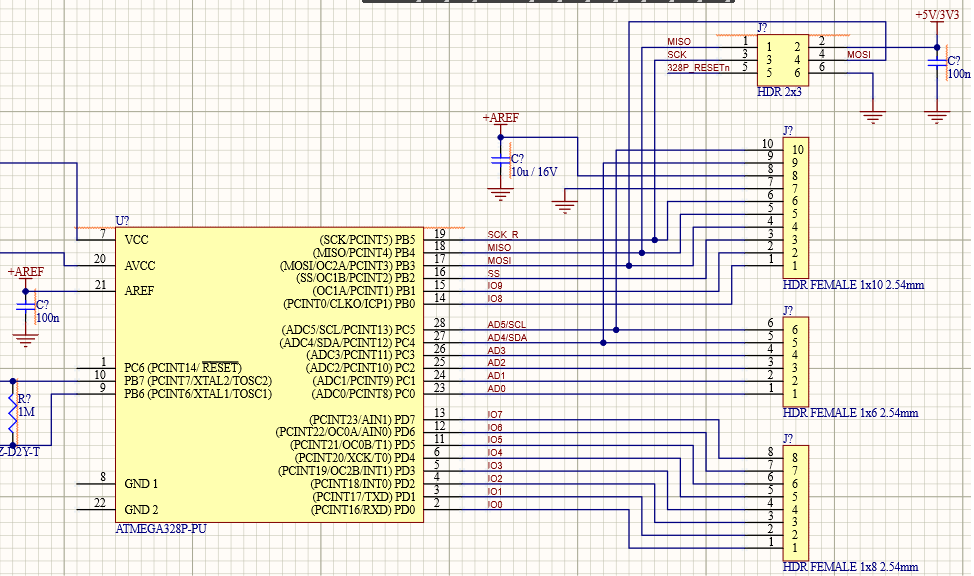 +5V/3V3
J?
MISO 1 1 2 2
SCK 3 3 4 4 MOSI
328P_RESETn 5 5 6 6
C?
100n
HDR 2x3
+AREF
C?
10u / 16V
J?
10 10
9 9
8 8
7 7
6 6
5 5
4 4
3 3
2 2
1 1
HDR FEMALE 1x10 2.54mm
U?
7 VCC (SCK/PCINT5) PB5 19 SCK_R
(MISO/PCINT4) PB4 18 MISO
20 AVCC (MOSI/OC2A/PCINT3) PB3 17 MOSI
(SS/OC1B/PCINT2) PB2 16 SS
21 AREF (OC1A/PCINT1) PB1 15 IO9
(PCINT0/CLKO/ICP1) PB0 14 IO8
+AREF
C?
100n
(ADC5/SCL/PCINT13) PC5 28 AD5/SCL
(ADC4/SDA/PCINT12) PC4 27 AD4/SDA
(ADC3/PCINT11) PC3 26 AD3
1 PC6 (PCINT14/ RESET) (ADC2/PCINT10) PC2 25 AD2
10 PB7 (PCINT7/XTAL2/TOSC2) (ADC1/PCINT9) PC1 24 AD1
9 PB6 (PCINT6/XTAL1/TOSC1) (ADC0/PCINT8) PC0 23 AD0
J?
6 6
5 5
4 4
3 3
2 2
1 1
HDR FEMALE 1x6 2.54mm
R?
1M
Z-D2Y-T
(PCINT23/AIN1) PD7 13 IO7
(PCINT22/OC0A/AIN0) PD6 12 IO6
(PCINT21/OC0B/T1) PD5 11 IO5
(PCINT20/XCK/T0) PD4 6 IO4
(PCINT19/OC2B/INT1) PD3 5 IO3
8 GND 1 (PCINT18/INT0) PD2 4 IO2
(PCINT17/TXD) PD1 3 IO1
22 GND 2 (PCINT16/RXD) PD0 2 IO0
ATMEGA328P-PU
J?
8 8
7 7
6 6
5 5
4 4
3 3
2 2
1 1
HDR FEMALE 1x8 2.54mm